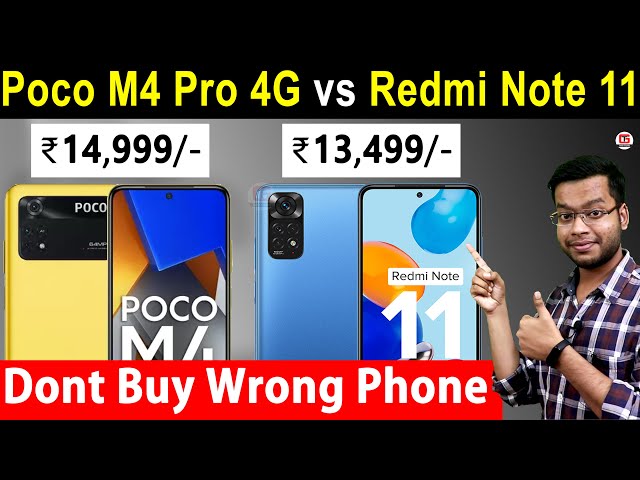 Poco M4 Pro 4G vs Redmi Note 11
₹14,999/-
₹13,499/-
POCO
64MP
POCO
M4
Redmi Note
11
Dont Buy Wrong Phone